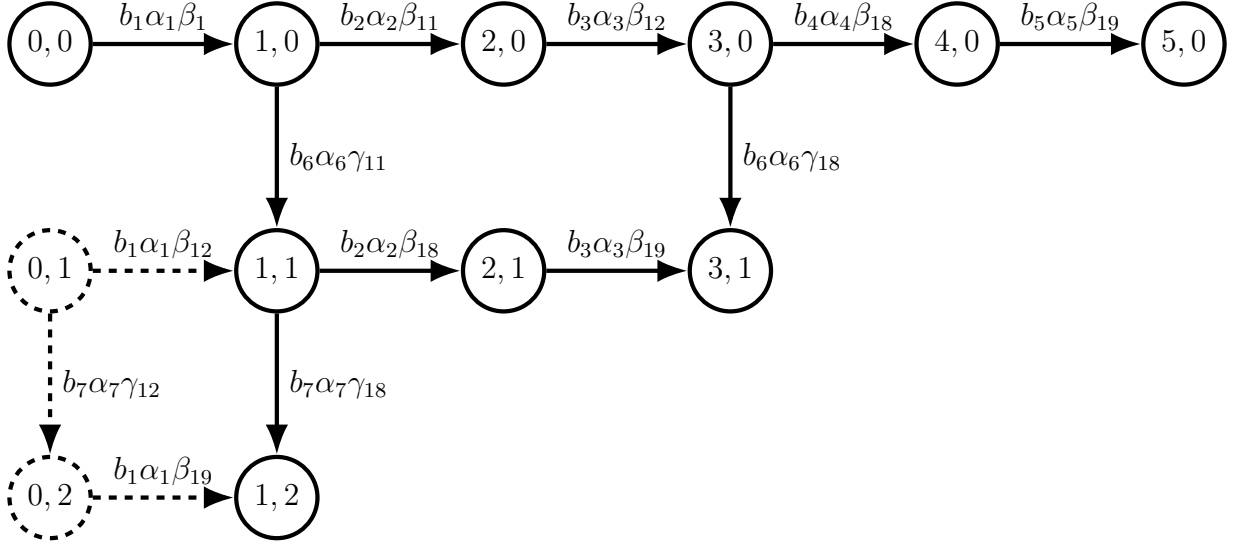 b₁α₁β₁ b₂α₂β₁₁ b₃α₃β₁₂ b₄α₄β₁₈ b₅α₅β₁₉
0, 0 1, 0 2, 0 3, 0 4, 0 5, 0
b₆α₆γ₁₁ b₆α₆γ₁₈
b₁α₁β₁₂ b₂α₂β₁₈ b₃α₃β₁₉
0, 1 1, 1 2, 1 3, 1
b₇α₇γ₁₂ b₇α₇γ₁₈
b₁α₁β₁₉
0, 2 1, 2